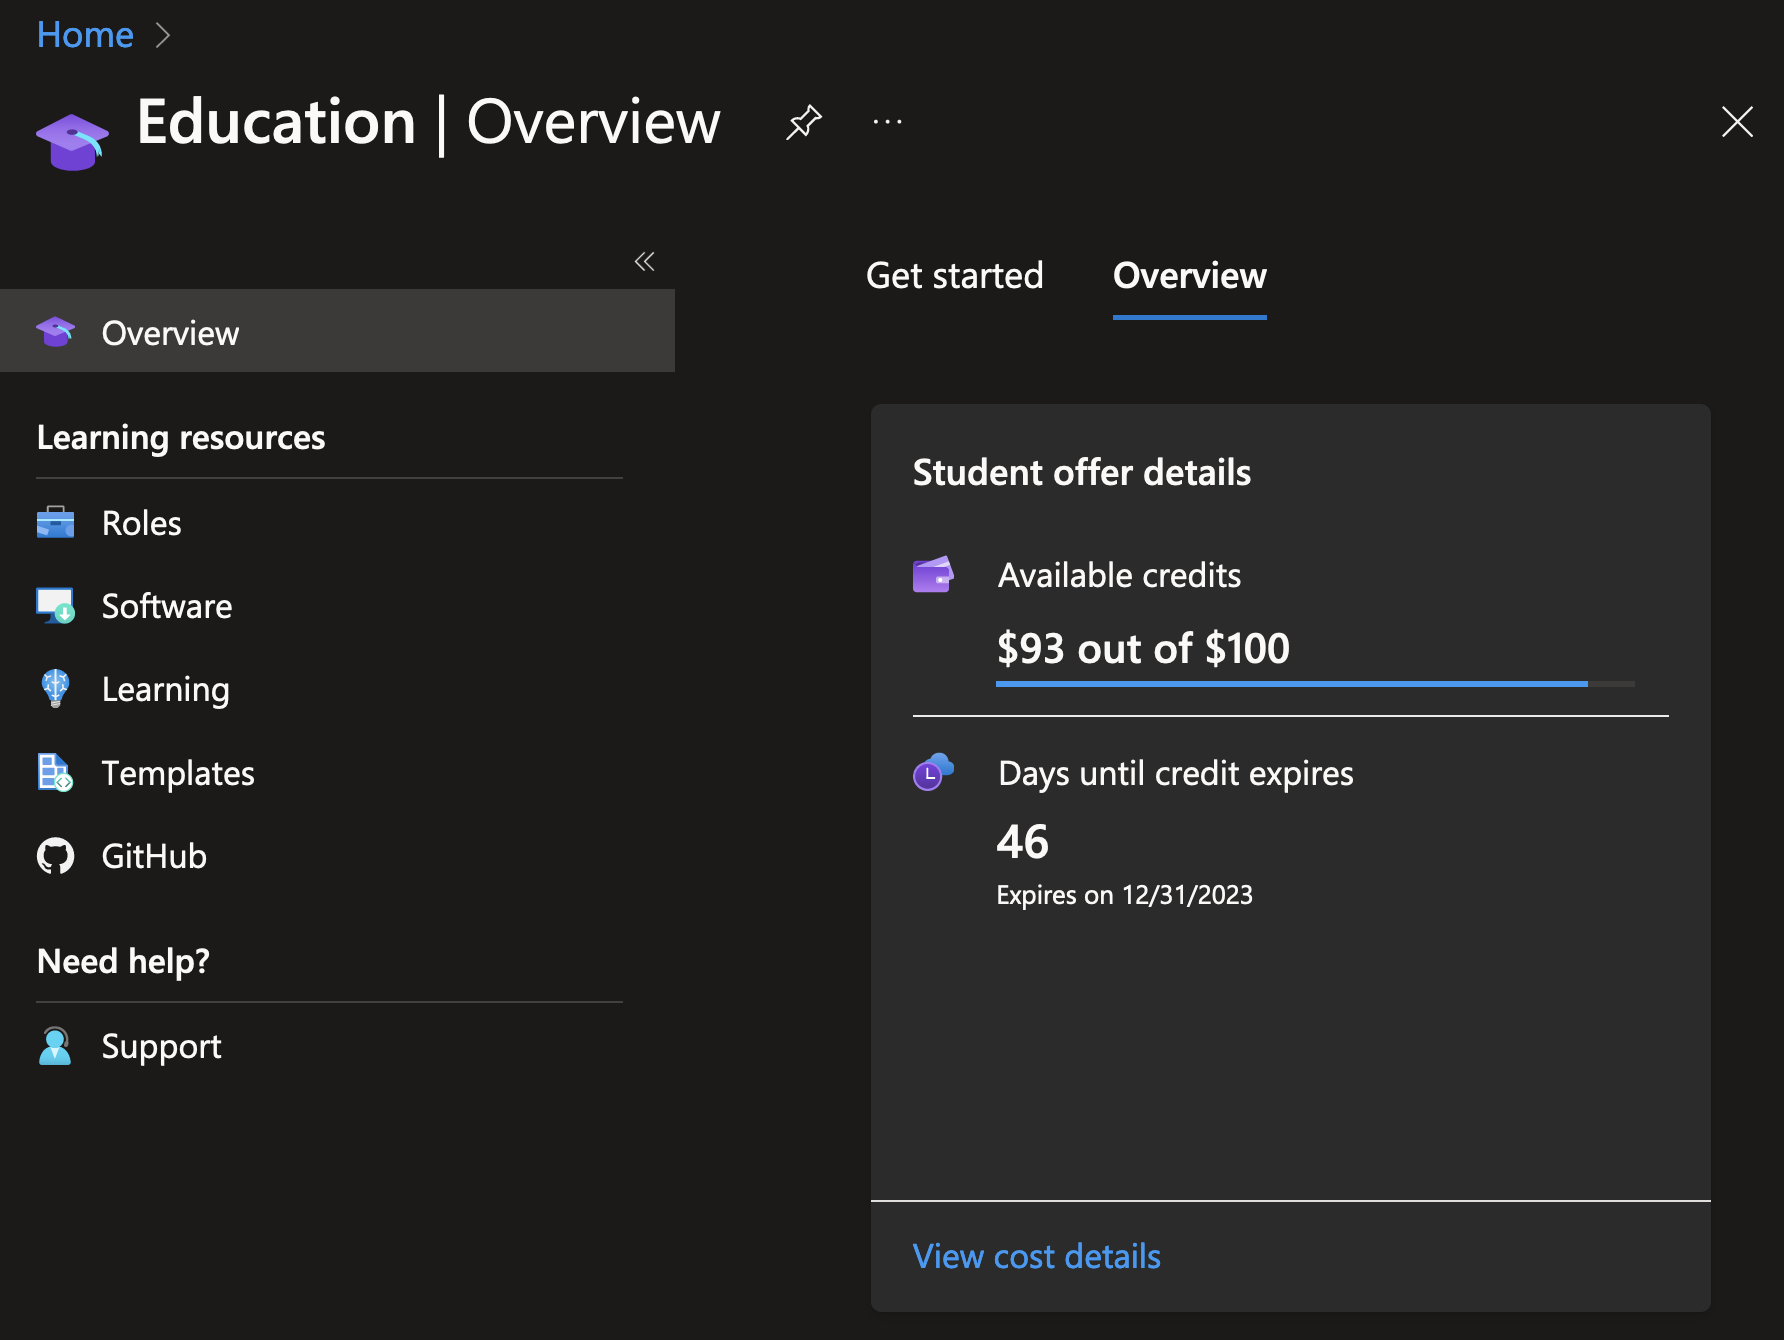 Home
Education | Overview
Overview
Learning resources
Roles
Software
Learning
Templates
GitHub
Need help?
Support
Get started
Overview
Student offer details
Available credits
$93 out of $100
Days until credit expires
46
Expires on 12/31/2023
View cost details